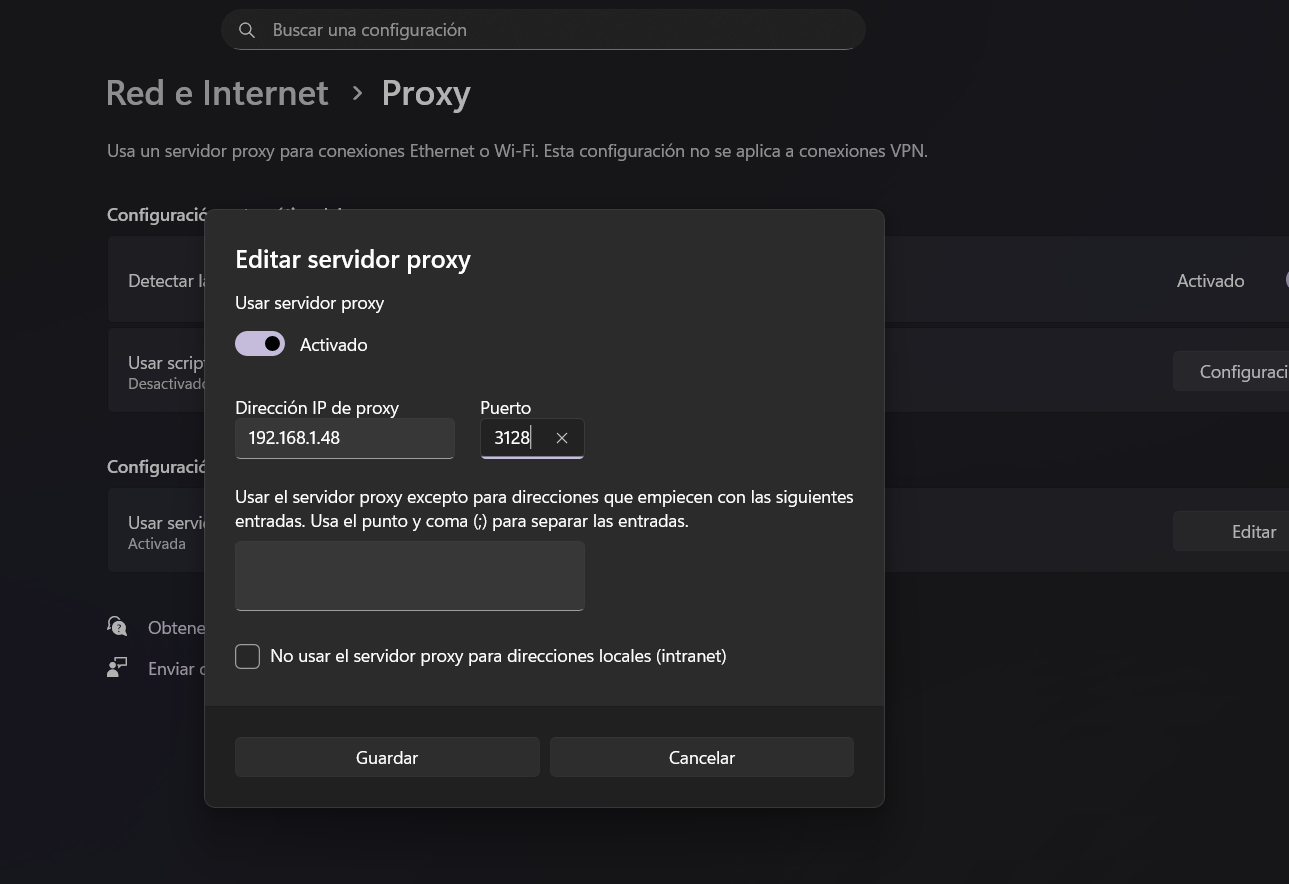 Buscar una configuración
Red e Internet > Proxy
Usa un servidor proxy para conexiones Ethernet o Wi-Fi. Esta configuración no se aplica a conexiones VPN.
Editar servidor proxy
Detectar
Activado
Usar servidor proxy
Activado
Usar script
Configuraci
Dirección IP de proxy
Puerto
192.168.1.48
3128
Usar el servidor proxy excepto para direcciones que empiecen con las siguientes
entradas. Usa el punto y coma (;) para separar las entradas.
Usar servi
Editar
Activada
Obtene
No usar el servidor proxy para direcciones locales (intranet)
Enviar
Guardar
Cancelar